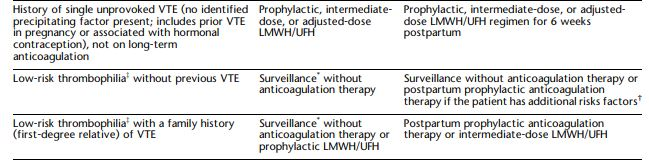 History of single unprovoked VTE (no identified
precipitating factor present; includes prior VTE
in pregnancy or associated with hormonal
contraception), not on long-term
anticoagulation
Prophylactic, intermediate-
dose, or adjusted-dose
LMWH/UFH
Prophylactic, intermediate-dose, or adjusted-
dose LMWH/UFH regimen for 6 weeks
postpartum
Low-risk thrombophilia‡ without previous VTE
Surveillance* without
anticoagulation therapy
Surveillance without anticoagulation therapy or
postpartum prophylactic anticoagulation
therapy if the patient has additional risks factors†
Low-risk thrombophilia‡ with a family history
(first-degree relative) of VTE
Surveillance* without
anticoagulation therapy or
prophylactic LMWH/UFH
Postpartum prophylactic anticoagulation
therapy or intermediate-dose LMWH/UFH